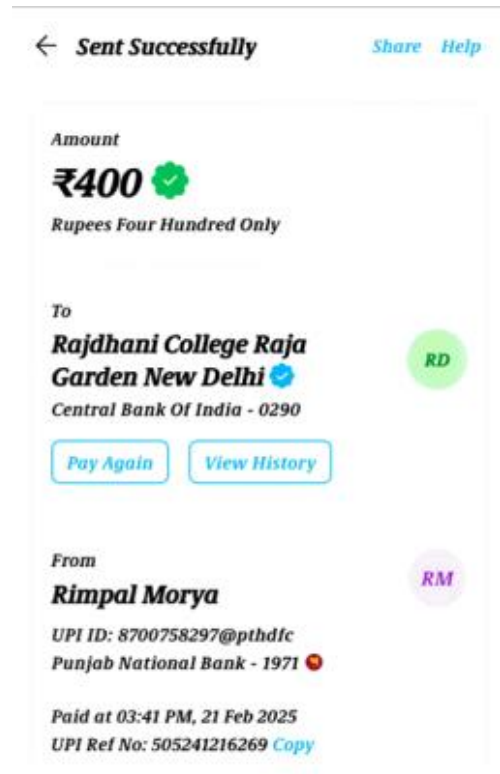 Sent Successfully Share Help
Amount
₹400
Rupees Four Hundred Only
To
Rajdhani College Raja
Garden New Delhi
RD
Central Bank Of India - 0290
Pay Again View History
From
Rimpal Morya
RM
UPI ID: 8700758297@pthdfc
Punjab National Bank - 1971
Paid at 03:41 PM, 21 Feb 2025
UPI Ref No: 505241216269 Copy